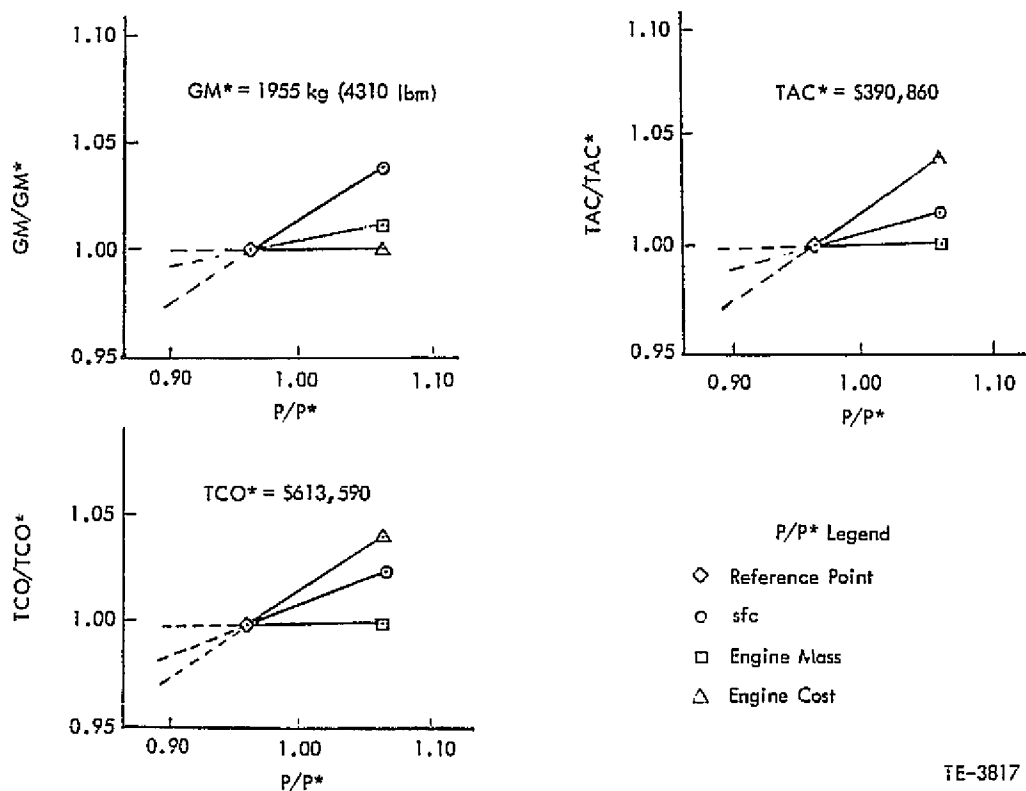 1.10
GM* = 1955 kg (4310 lbm)
1.05
GM/GM*
1.00
0.95
0.90 1.00 1.10
P/P*
1.10
TAC* = $390,860
1.05
TAC/TAC*
1.00
0.95
0.90 1.00 1.10
P/P*
TCO* = $613,590
1.05
TCO/TCO*
1.00
0.95
0.90 1.00 1.10
P/P*
P/P* Legend
Reference Point
sfc
Engine Mass
Engine Cost
TE-3817